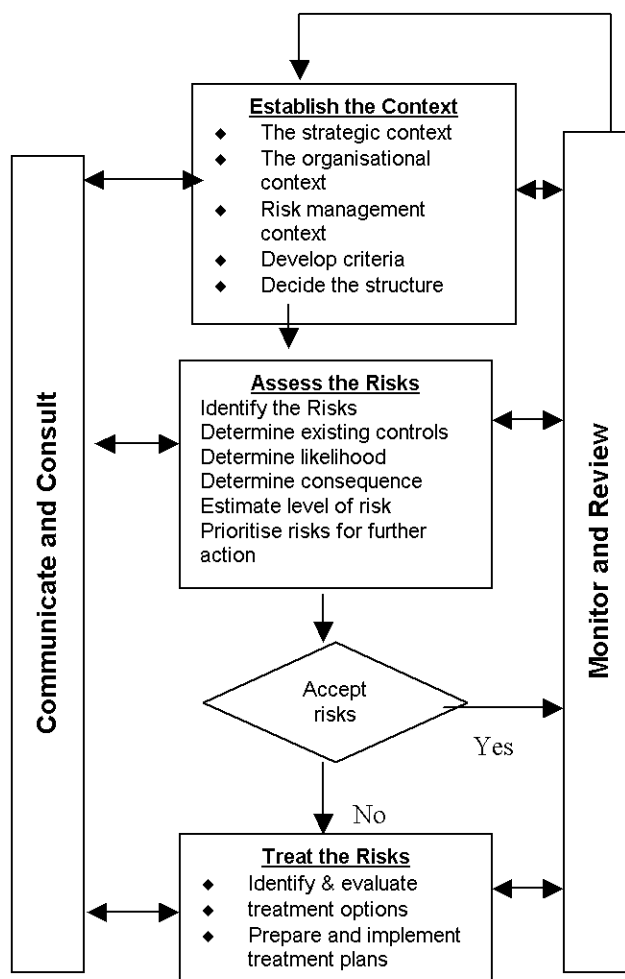 Establish the Context
◆ The strategic context
◆ The organisational
context
◆ Risk management
context
◆ Develop criteria
◆ Decide the structure
Communicate and Consult
Monitor and Review
Assess the Risks
Identify the Risks
Determine existing controls
Determine likelihood
Determine consequence
Estimate level of risk
Prioritise risks for further
action
Accept
risks
Yes
No
Treat the Risks
◆ Identify & evaluate
◆ treatment options
◆ Prepare and implement
treatment plans